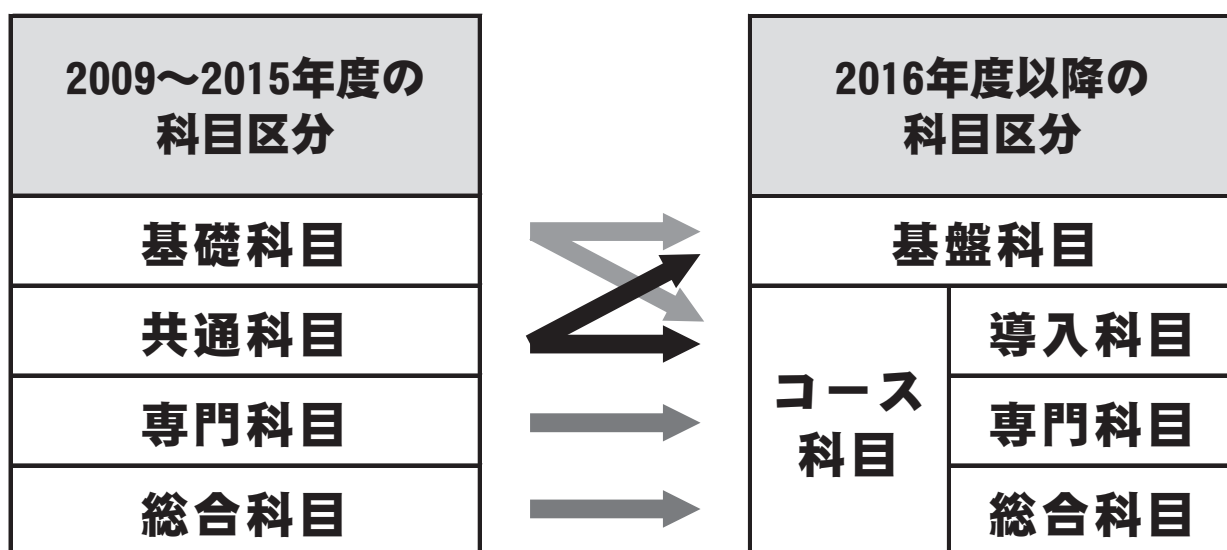 2009～2015年度の
科目区分
基礎科目
共通科目
専門科目
総合科目
2016年度以降の
科目区分
基盤科目
コース
科目
導入科目
専門科目
総合科目